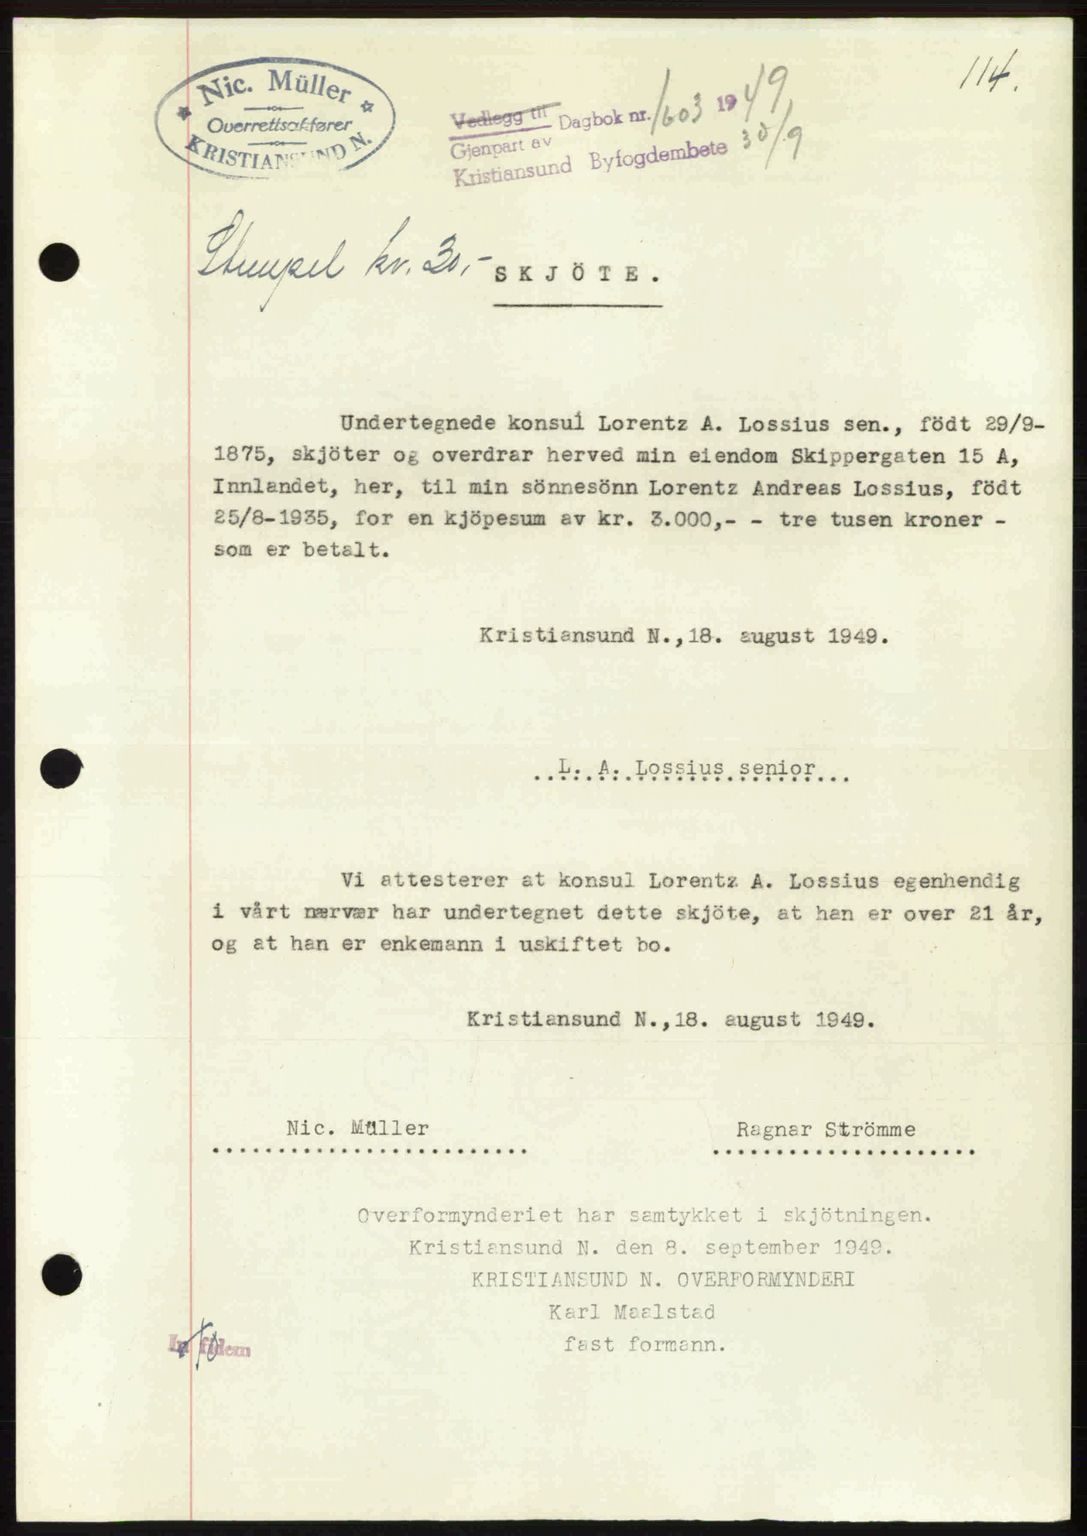 114.
Nic. Müller
Overrettssakfører
KRISTIANSUND N.
Vedlegg til
Gjenpart av
Dagbok nr. 1603 1949,
Kristiansund Byfogdembete 30/9
Stempel kr. 30,-
SKJÖTE.
Undertegnede konsul Lorentz A. Lossius sen., födt 29/9-
1875, skjöter og overdrar herved min eiendom Skippergaten 15 A,
Innlandet, her, til min sönnesönn Lorentz Andreas Lossius, födt
25/8-1935, for en kjöpesum av kr. 3.000,- - tre tusen kroner -
som er betalt.
Kristiansund N.,18. august 1949.
L. A. Lossius senior
Vi attesterer at konsul Lorentz A. Lossius egenhendig
i vårt nærvær har undertegnet dette skjöte, at han er over 21 år,
og at han er enkemann i uskiftet bo.
Kristiansund N.,18. august 1949.
Nic. Müller Ragnar Strömme
Overformynderiet har samtykket i skjötningen.
Kristiansund N. den 8. september 1949.
KRISTIANSUND N. OVERFORMYNDERI
Karl Maalstad
fast formann.
In fidem